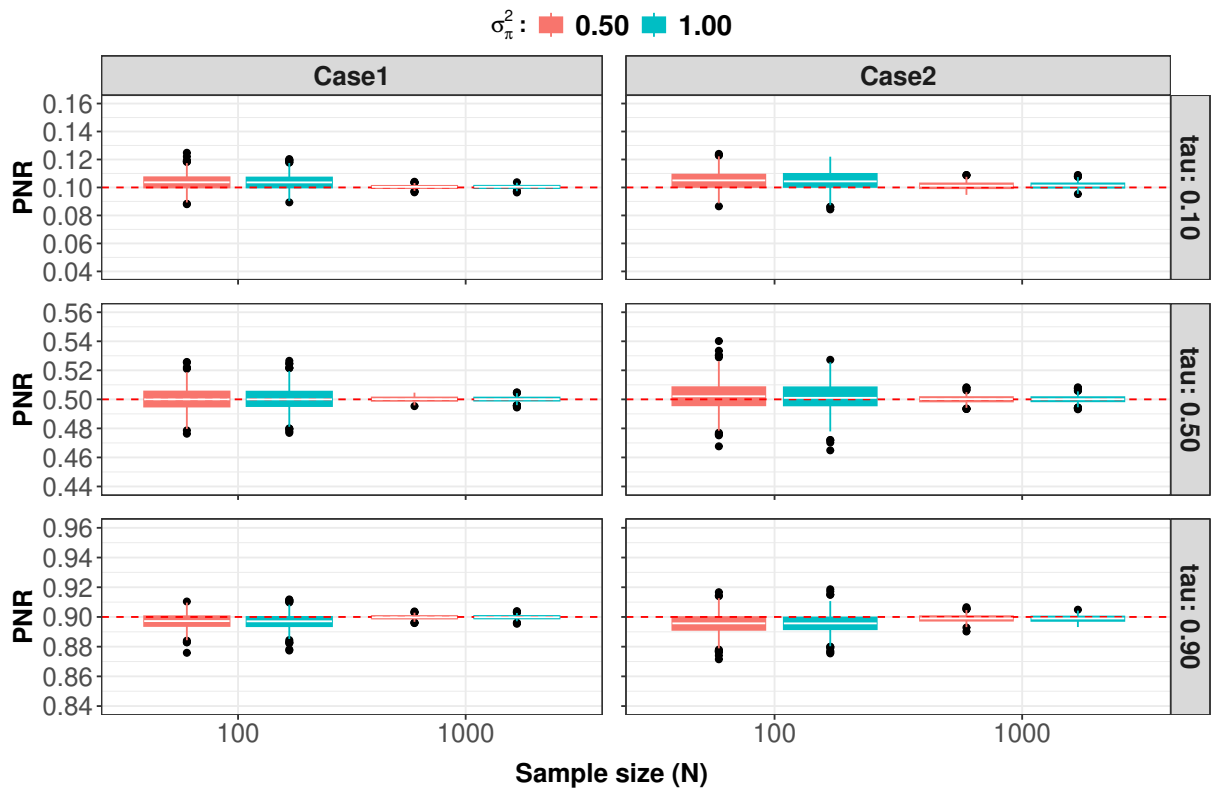 σ²π : 0.50 1.00
Case1 Case2
PNR
0.16
0.14
0.12
0.10
0.08
0.06
0.04
tau: 0.10
PNR
0.56
0.54
0.52
0.50
0.48
0.46
0.44
tau: 0.50
PNR
0.96
0.94
0.92
0.90
0.88
0.86
0.84
tau: 0.90
100 1000 100 1000
Sample size (N)